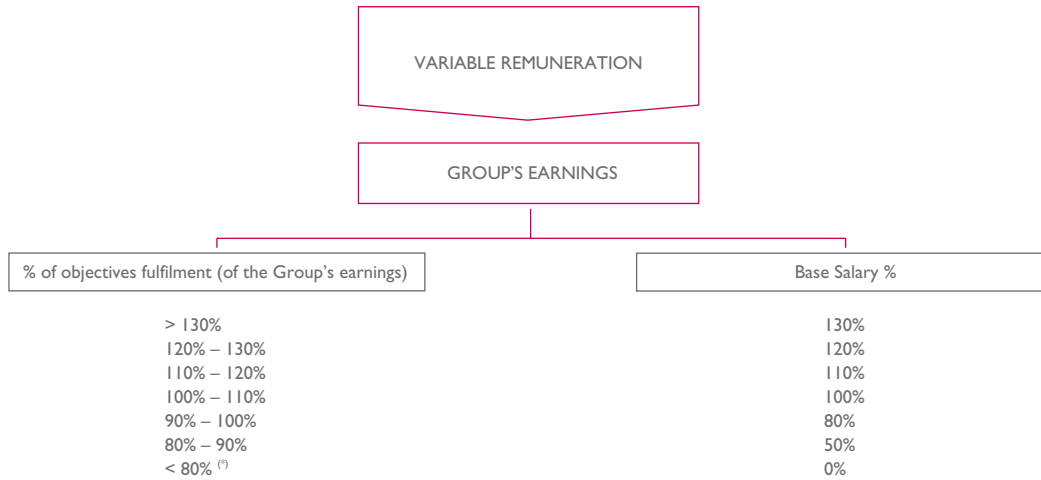 VARIABLE REMUNERATION
GROUP'S EARNINGS
% of objectives fulfilment (of the Group's earnings) Base Salary %
> 130% 130%
120% – 130% 120%
110% – 120% 110%
100% – 110% 100%
90% – 100% 80%
80% – 90% 50%
< 80% (*) 0%